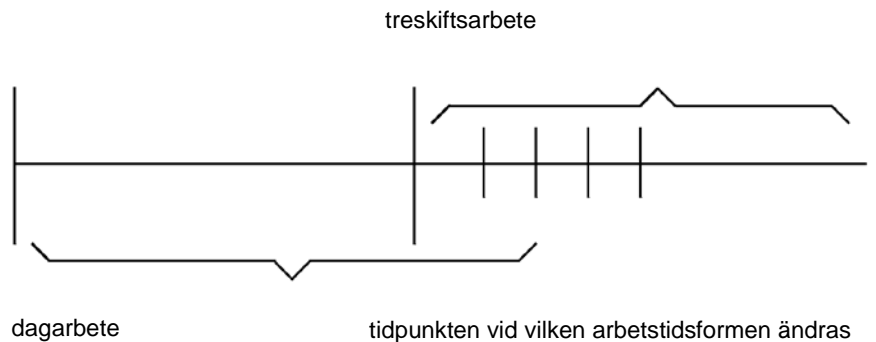 treskiftsarbete
dagarbete
tidpunkten vid vilken arbetstidsformen ändras